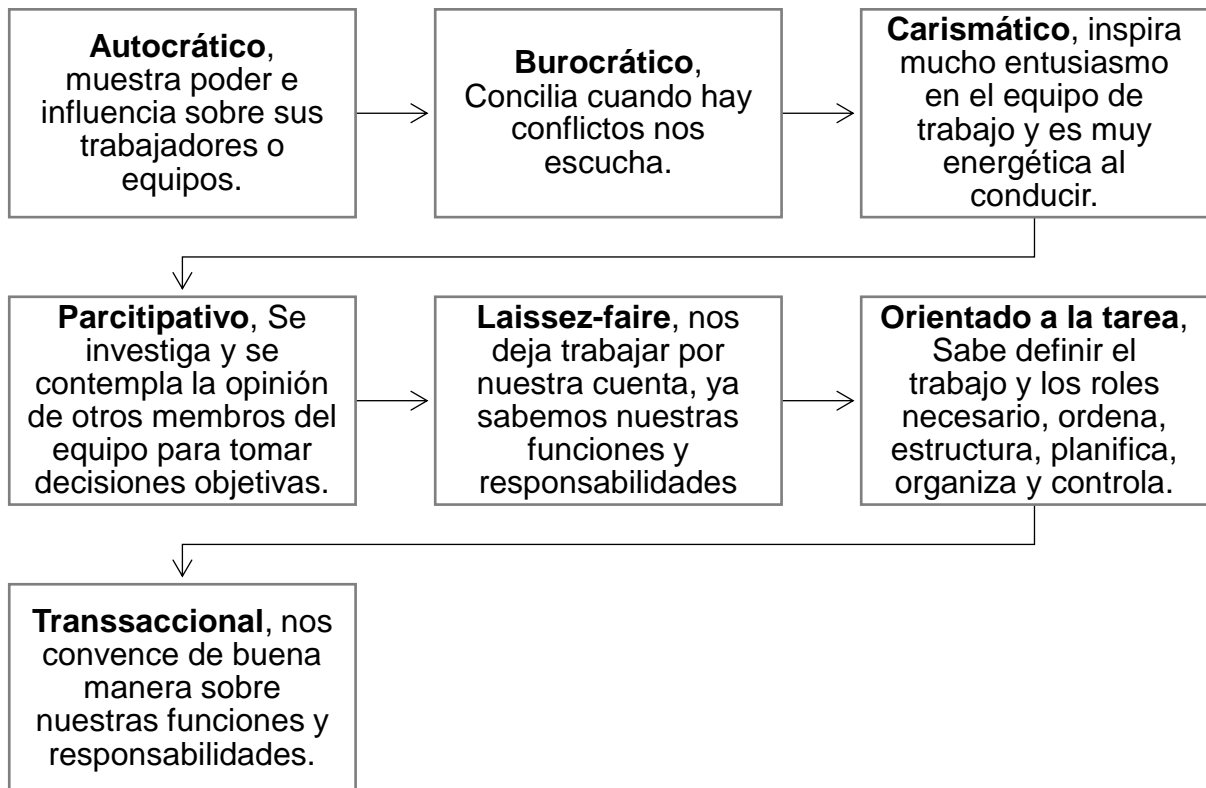 Autocrático,
muestra poder e
influencia sobre sus
trabajadores o
equipos.
Burocrático,
Concilia cuando hay
conflictos nos
escucha.
Carismático, inspira
mucho entusiasmo
en el equipo de
trabajo y es muy
energética al
conducir.
Parcitipativo, Se
investiga y se
contempla la opinión
de otros membros del
equipo para tomar
decisiones objetivas.
Laissez-faire, nos
deja trabajar por
nuestra cuenta, ya
sabemos nuestras
funciones y
responsabilidades
Orientado a la tarea,
Sabe definir el
trabajo y los roles
necesario, ordena,
estructura, planifica,
organiza y controla.
Transsaccional, nos
convence de buena
manera sobre
nuestras funciones y
responsabilidades.